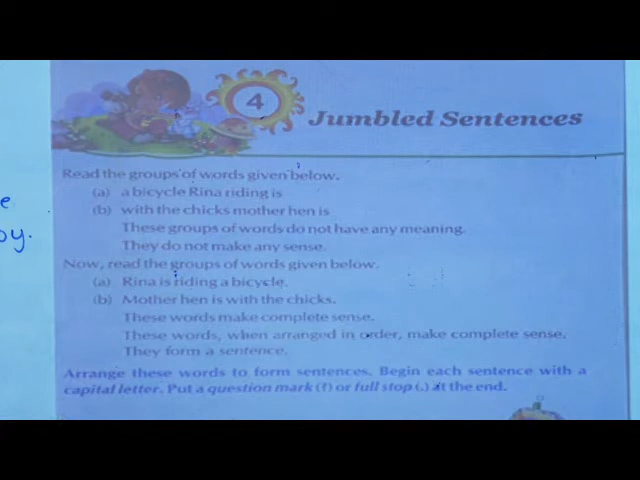 4
Jumbled Sentences
Read the groups of words given below.
(a) a bicycle Rina riding is
(b) with the chicks mother hen is
These groups of words do not have any meaning.
They do not make any sense.
Now, read the groups of words given below.
(a) Rina is riding a bicycle.
(b) Mother hen is with the chicks.
These words make complete sense.
These words, when arranged in order, make complete sense.
They form a sentence.
Arrange these words to form sentences. Begin each sentence with a
capital letter. Put a question mark (?) or full stop (.) at the end.